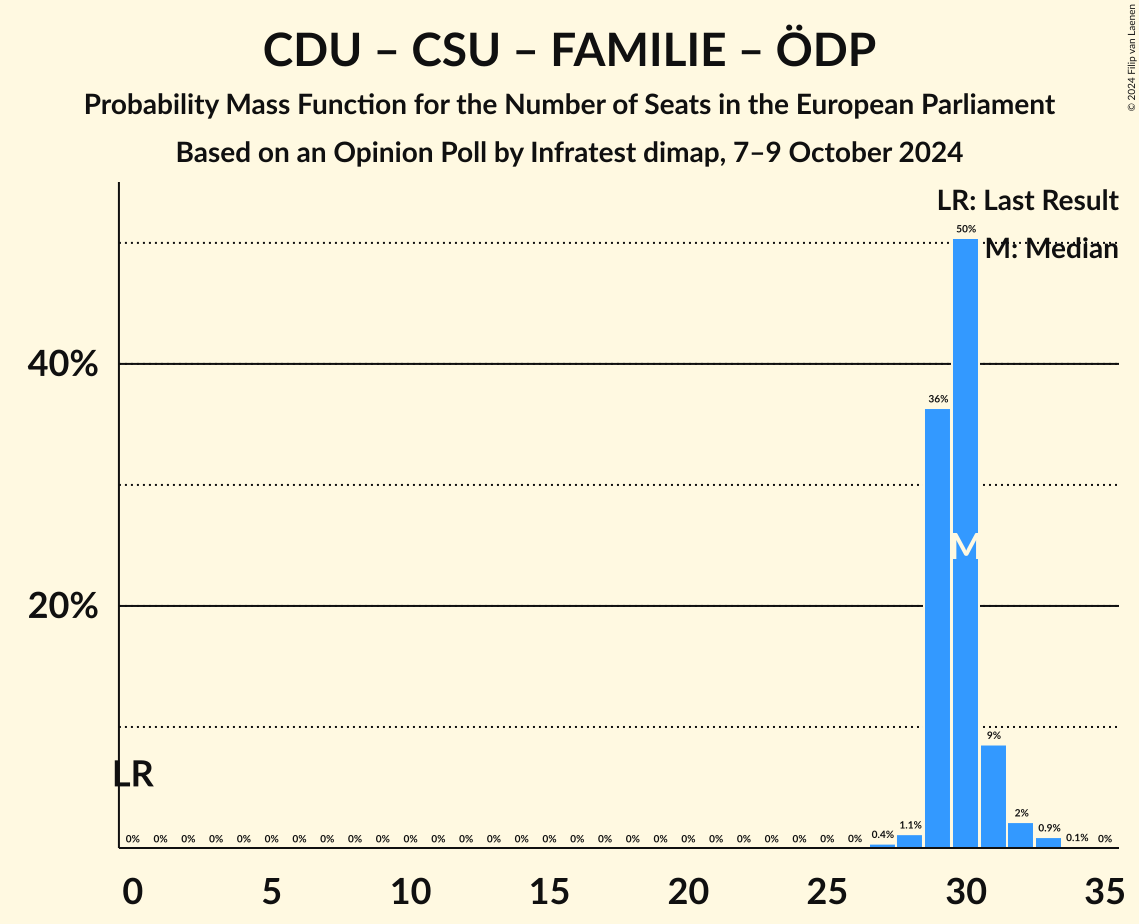 CDU – CSU – FAMILIE – ÖDP
Probability Mass Function for the Number of Seats in the European Parliament
Based on an Opinion Poll by Infratest dimap, 7–9 October 2024
© 2024 Filip van Laenen
LR: Last Result
M: Median
50%
40%
36%
M
20%
9%
LR
0% 0% 0% 0% 0% 0% 0% 0% 0% 0% 0% 0% 0% 0% 0% 0% 0% 0% 0% 0% 0% 0% 0% 0% 0% 0% 0% 0.4% 1.1% 2% 0.9% 0.1% 0%
0 5 10 15 20 25 30 35